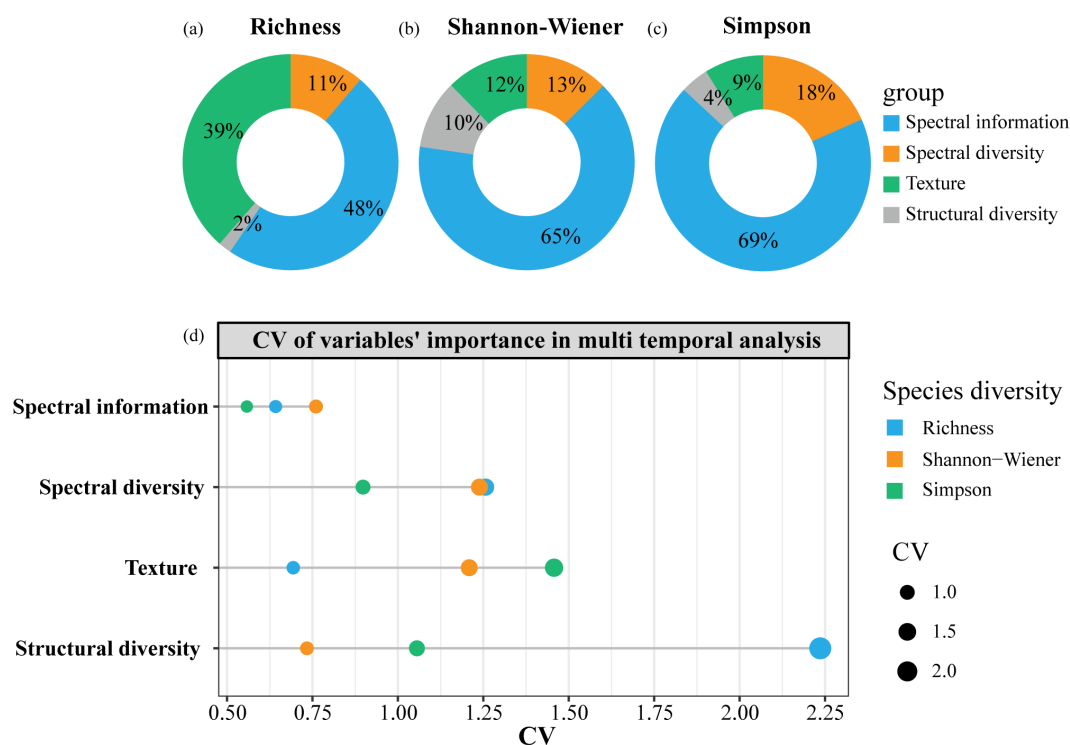 (a) Richness (b) Shannon-Wiener (c) Simpson
11%
39%
2%
48%
12% 13%
10%
65%
9% 18%
4%
69%
group
Spectral information
Spectral diversity
Texture
Structural diversity
(d) CV of variables' importance in multi temporal analysis
Spectral information
Spectral diversity
Texture
Structural diversity
0.50 0.75 1.00 1.25 1.50 1.75 2.00 2.25
CV
Species diversity
Richness
Shannon−Wiener
Simpson
CV
1.0
1.5
2.0